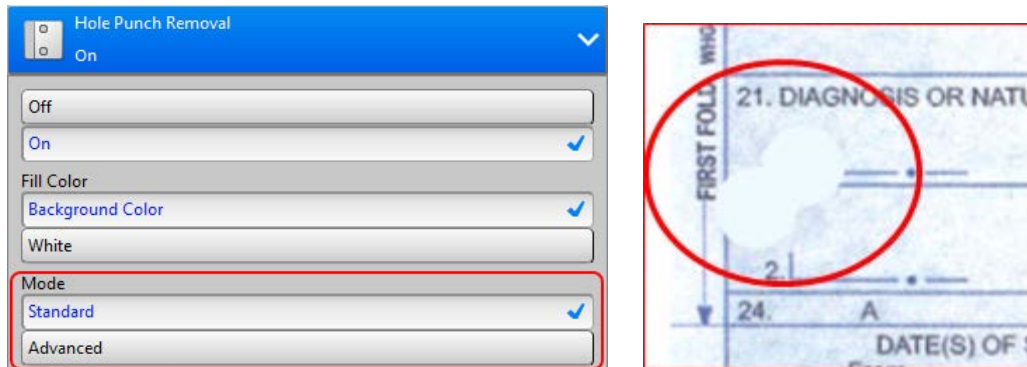 Hole Punch Removal
On
Off
On
Fill Color
Background Color
White
Mode
Standard
Advanced
FIRST FOLD
21. DIAGNOSIS OR NATU
2.
24. A
DATE(S) OF